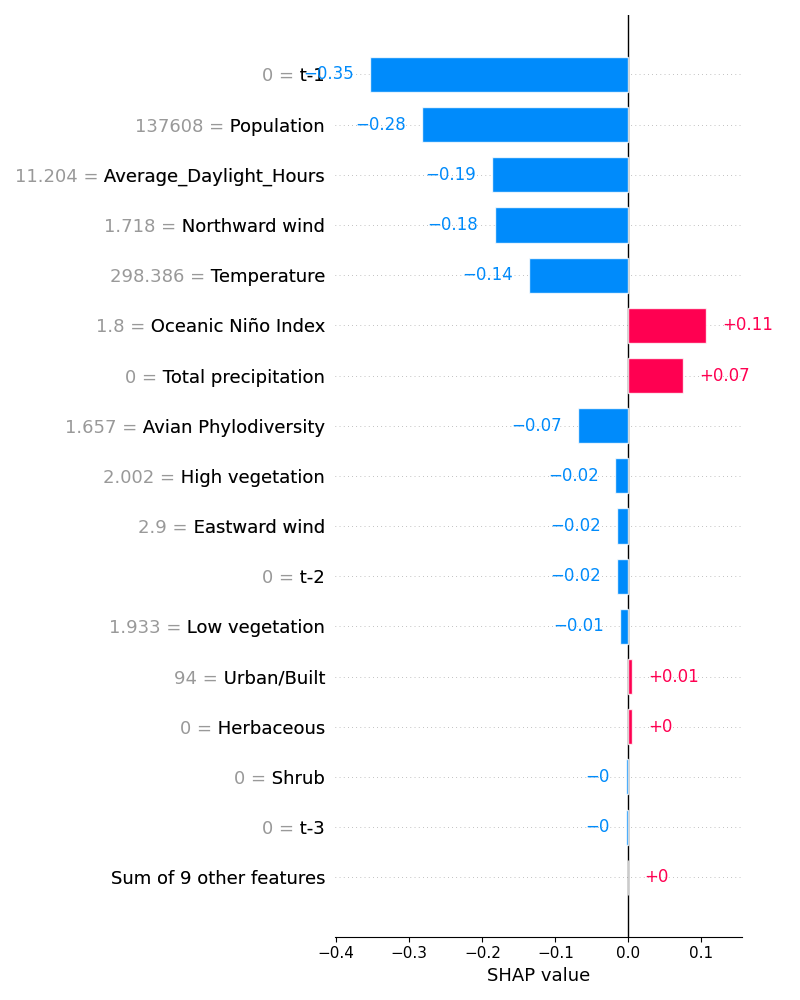 0 = t-1 −0.35
137608 = Population −0.28
11.204 = Average_Daylight_Hours −0.19
1.718 = Northward wind −0.18
298.386 = Temperature −0.14
1.8 = Oceanic Niño Index +0.11
0 = Total precipitation +0.07
1.657 = Avian Phylodiversity −0.07
2.002 = High vegetation −0.02
2.9 = Eastward wind −0.02
0 = t-2 −0.02
1.933 = Low vegetation −0.01
94 = Urban/Built +0.01
0 = Herbaceous +0
0 = Shrub −0
0 = t-3 −0
Sum of 9 other features +0
−0.4 −0.3 −0.2 −0.1 0.0 0.1
SHAP value